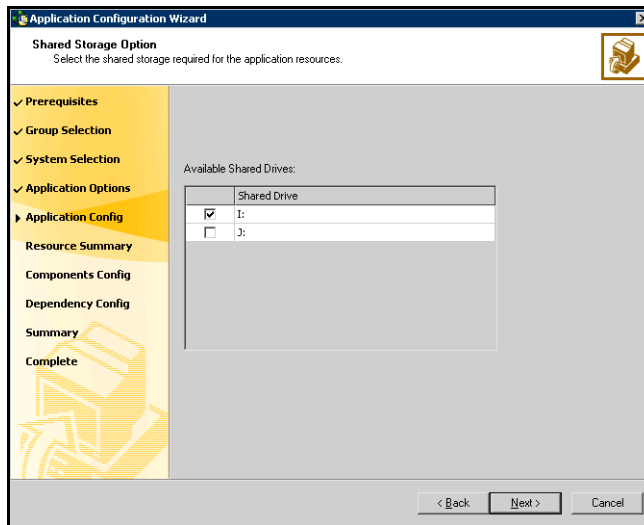 Application Configuration Wizard
Shared Storage Option
Select the shared storage required for the application resources.
Prerequisites
Group Selection
System Selection
Application Options
Application Config
Resource Summary
Components Config
Dependency Config
Summary
Complete
Available Shared Drives:
Shared Drive
I:
J:
< Back Next > Cancel